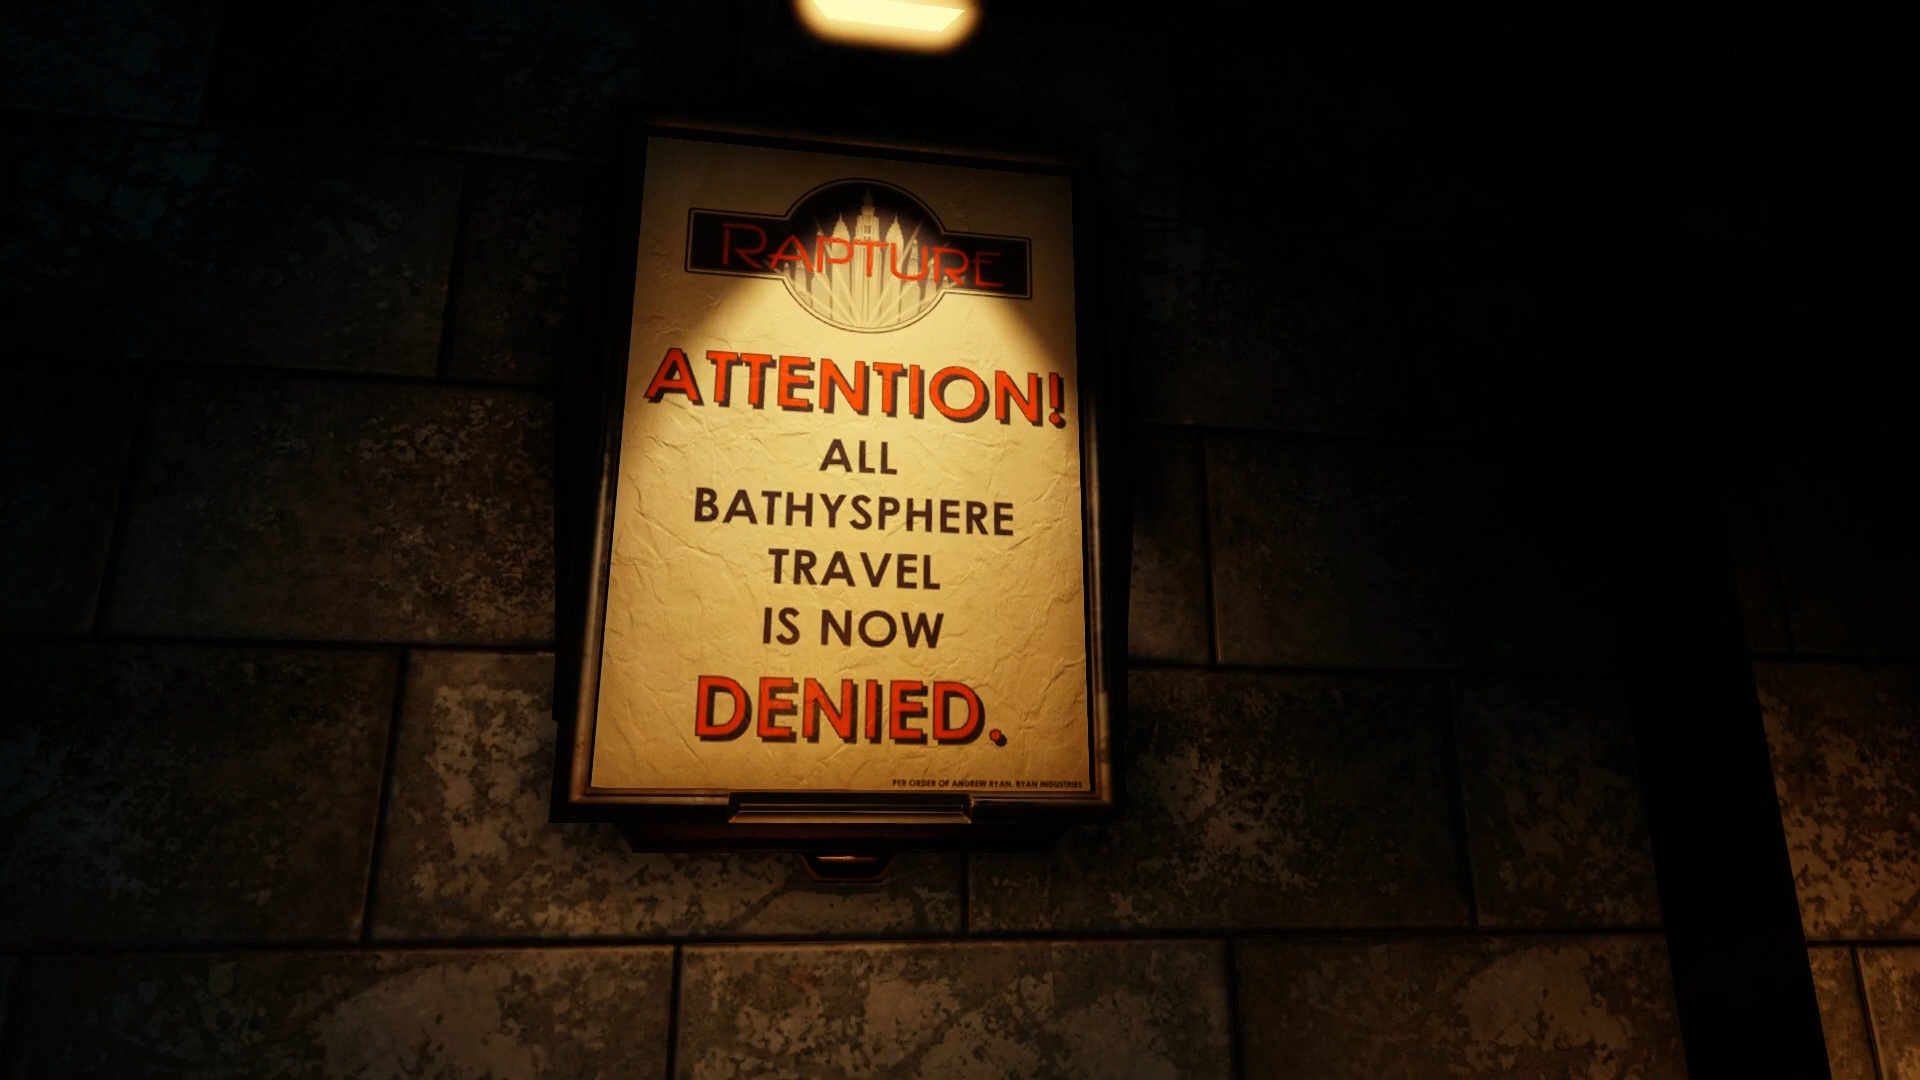 RAPTURE
ATTENTION!
ALL
BATHYSPHERE
TRAVEL
IS NOW
DENIED.
PER ORDER OF ANDREW RYAN. RYAN INDUSTRIES